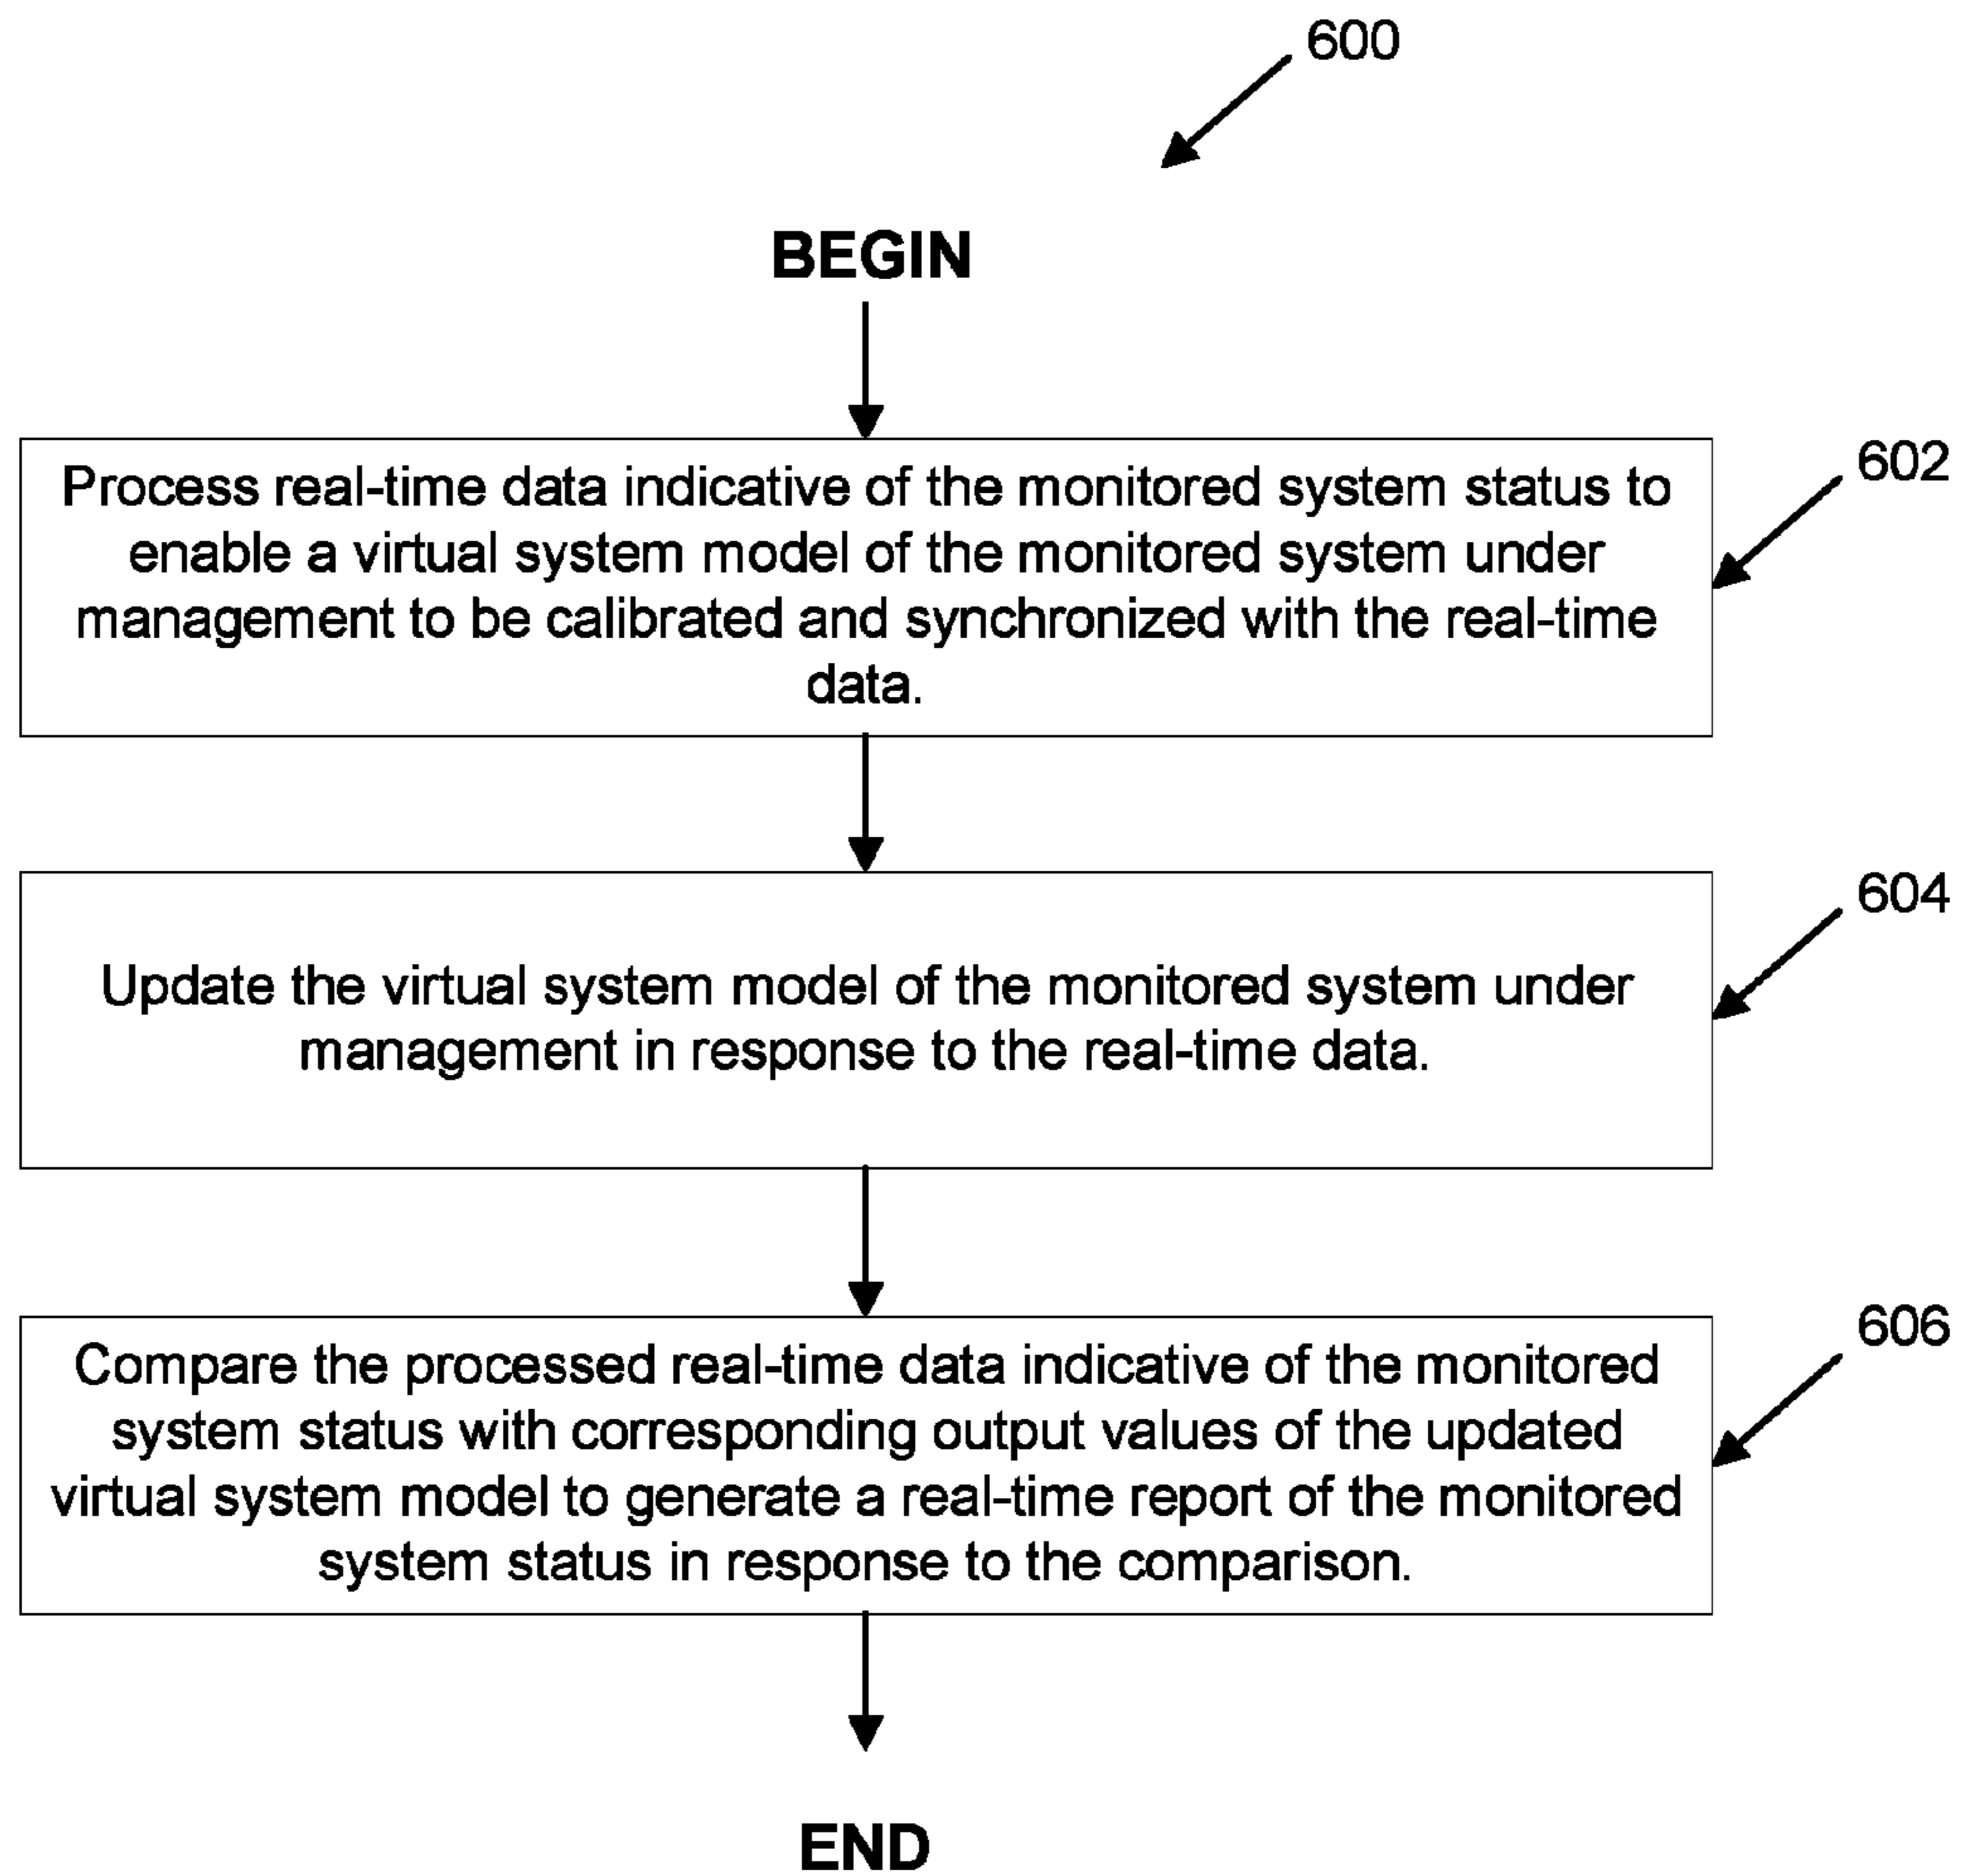 600
BEGIN
602
Process real-time data indicative of the monitored system status to
enable a virtual system model of the monitored system under
management to be calibrated and synchronized with the real-time
data.
604
Update the virtual system model of the monitored system under
management in response to the real-time data.
606
Compare the processed real-time data indicative of the monitored
system status with corresponding output values of the updated
virtual system model to generate a real-time report of the monitored
system status in response to the comparison.
END